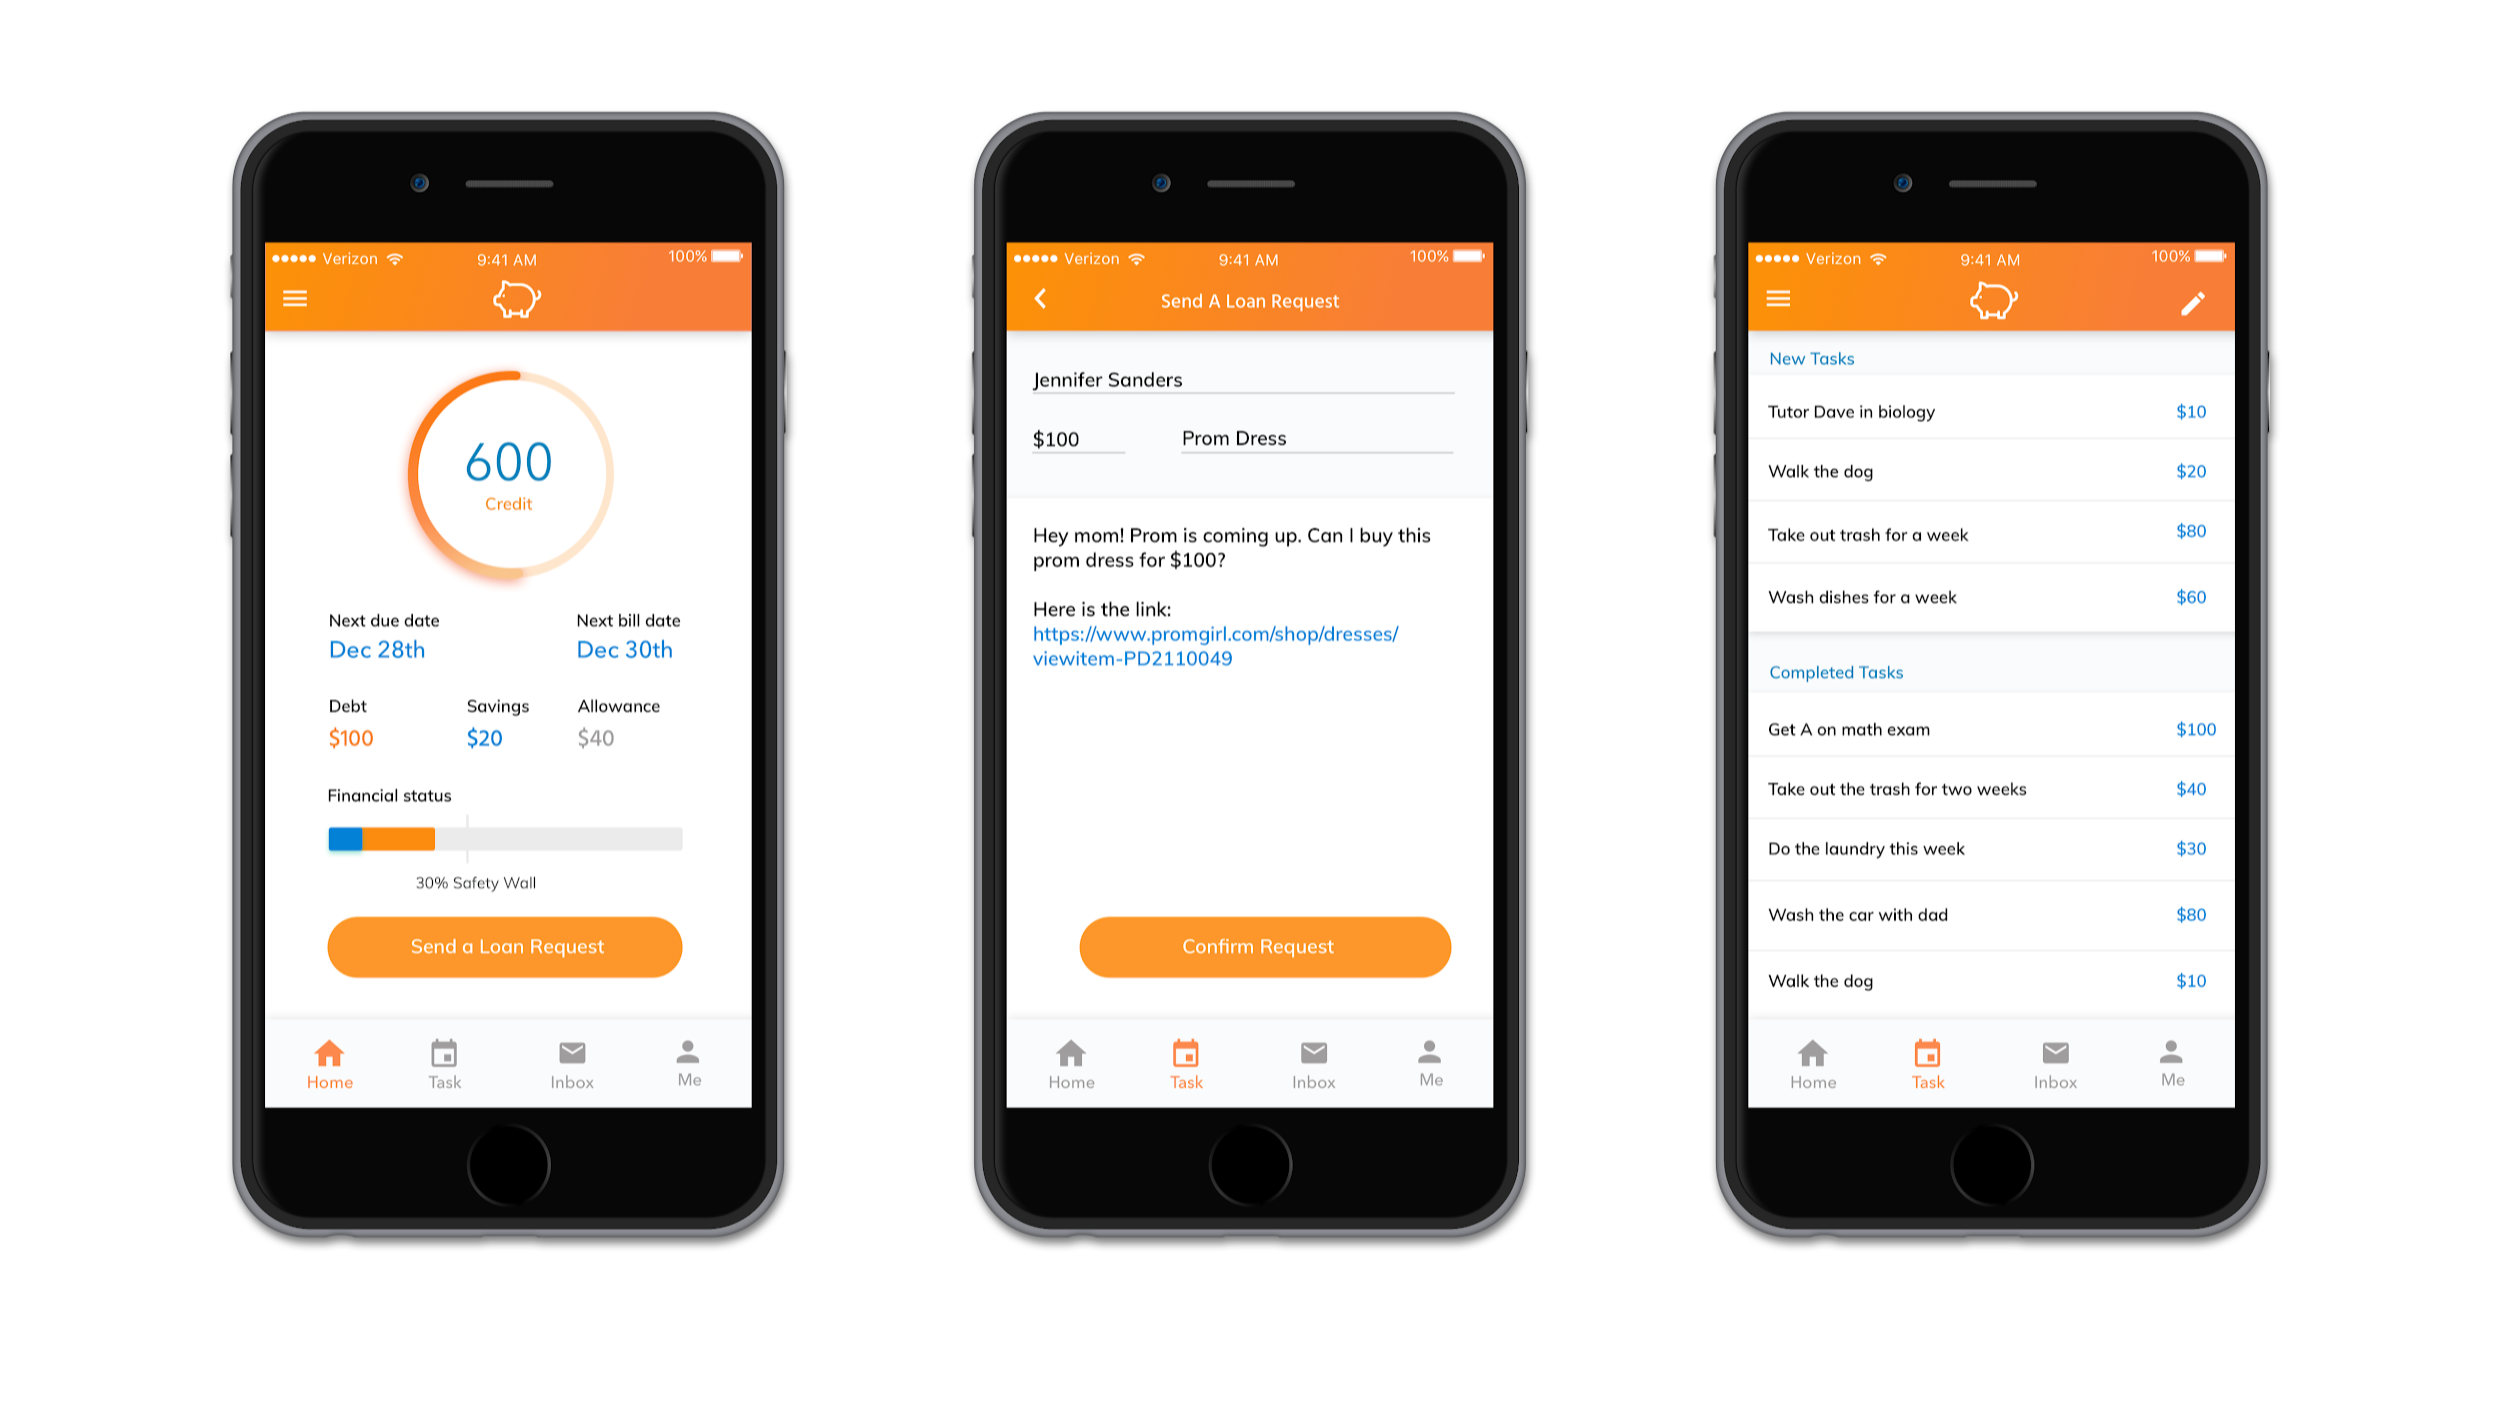 Verizon 9:41 AM 100%
600
Credit
Next due date Next bill date
Dec 28th Dec 30th
Debt Savings Allowance
$100 $20 $40
Financial status
30% Safety Wall
Send a Loan Request
Home Task Inbox Me
Verizon 9:41 AM 100%
Send A Loan Request
Jennifer Sanders
$100 Prom Dress
Hey mom! Prom is coming up. Can I buy this
prom dress for $100?
Here is the link:
https://www.promgirl.com/shop/dresses/
viewitem-PD2110049
Confirm Request
Home Task Inbox Me
Verizon 9:41 AM 100%
New Tasks
Tutor Dave in biology $10
Walk the dog $20
Take out trash for a week $80
Wash dishes for a week $60
Completed Tasks
Get A on math exam $100
Take out the trash for two weeks $40
Do the laundry this week $30
Wash the car with dad $80
Walk the dog $10
Home Task Inbox Me